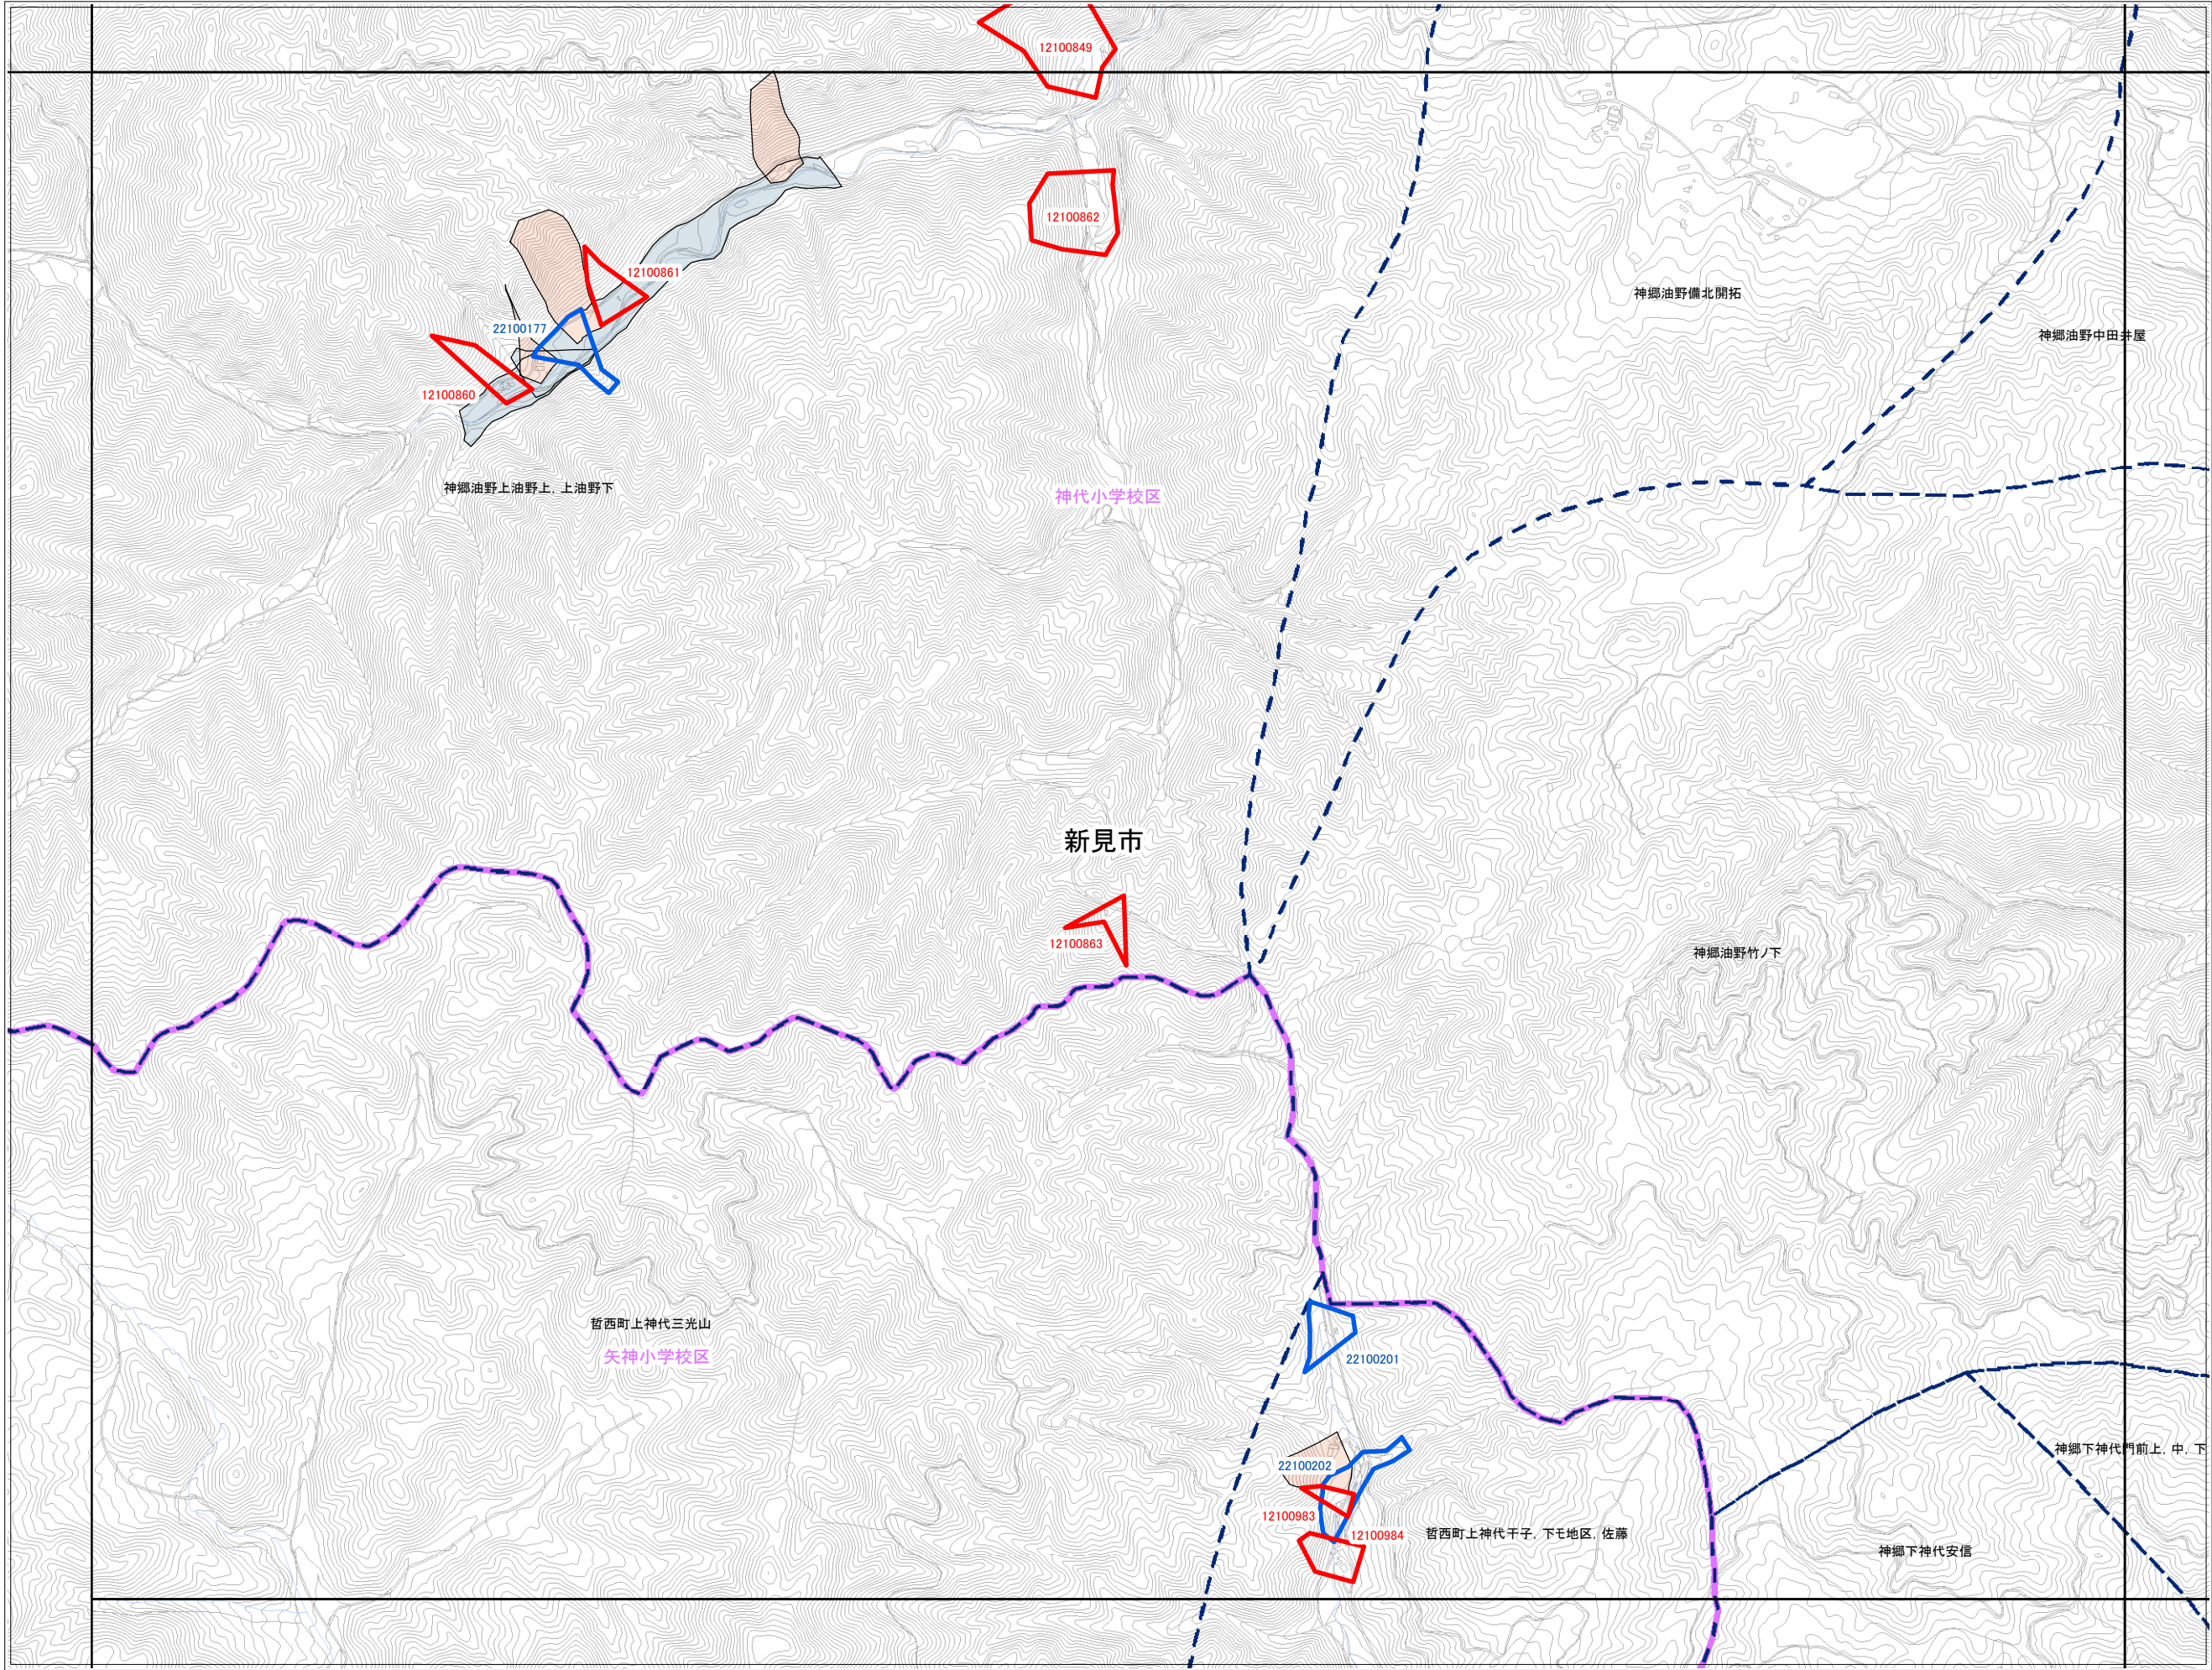 12100849
12100862
12100861
神郷油野備北開拓
22100177
神郷油野中田井屋
12100860
神郷油野上油野上, 上油野下
神代小学校区
新見市
12100863
神郷油野竹ノ下
哲西町上神代三光山
矢神小学校区
22100201
神郷下神代門前上, 中, 下
22100202
12100983
12100984
哲西町上神代干子, 下モ地区, 佐藤
神郷下神代安信